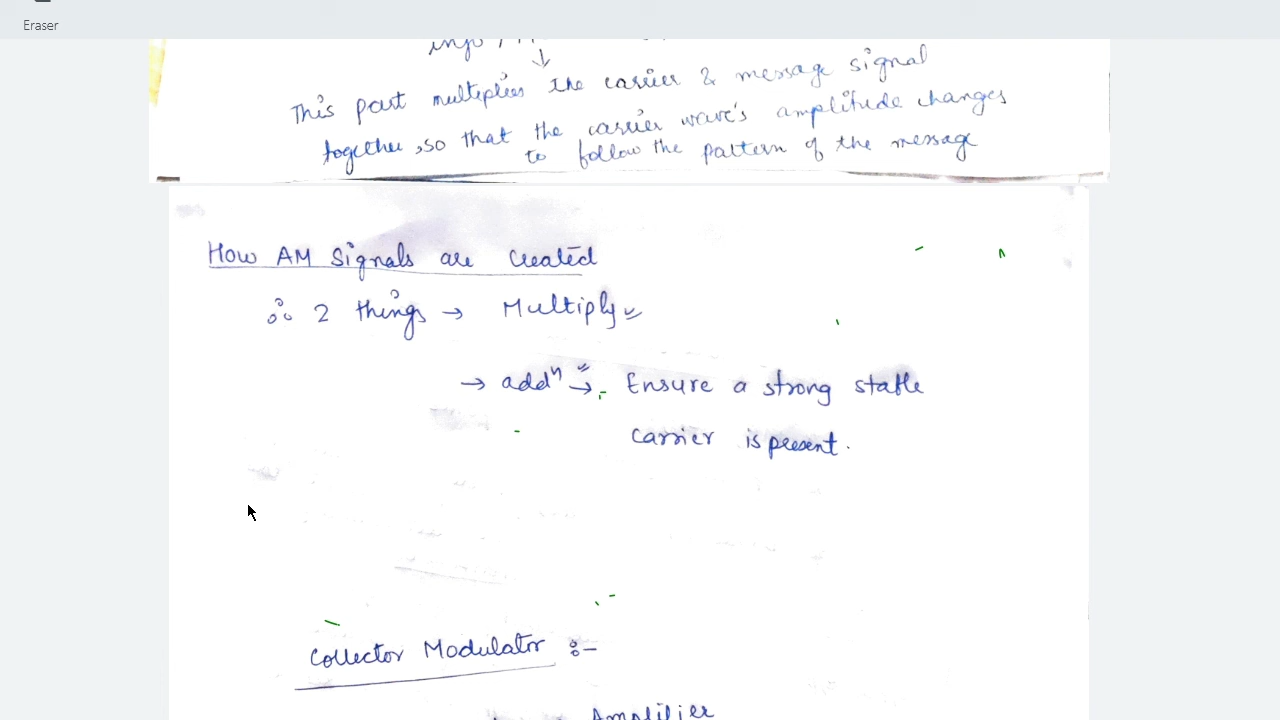 Eraser
info
This part multiplies the carrier & message signal
together, so that the carrier wave's amplitude changes
to follow the pattern of the message
How AM Signals are Created
∴ 2 things → Multiply
→ addⁿ → Ensure a strong stable
carrier is present.
Collector Modulator :-
Amplifier